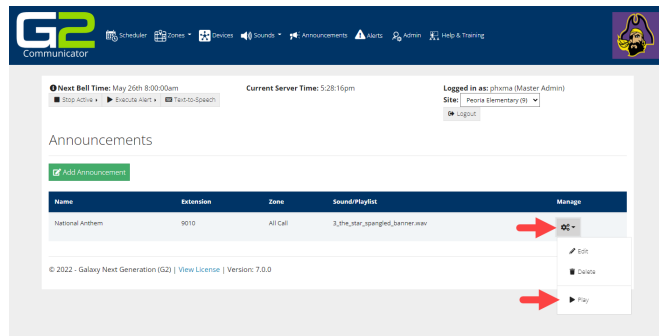 G2
Communicator
Scheduler Zones Devices Sounds Announcements Alerts Admin Help & Training
Next Bell Time: May 26th 8:00:00am Current Server Time: 5:28:16pm Logged in as: phxma (Master Admin)
Stop Active Execute Alert Text-to-Speech Site: Peoria Elementary (9)
Logout
Announcements
Add Announcement
Name Extension Zone Sound/Playlist Manage
National Anthem 9010 All Call 3_the_star_spangled_banner.wav
Edit
© 2022 - Galaxy Next Generation (G2) | View License | Version: 7.0.0
Delete
Play